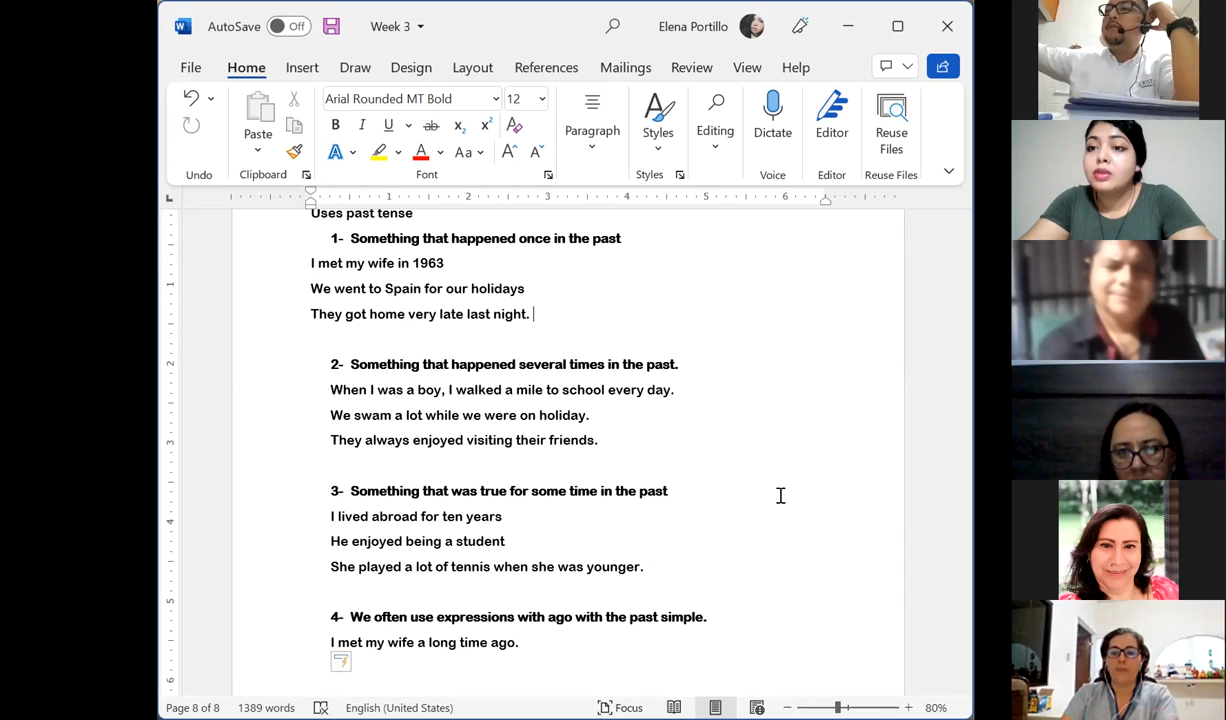 AutoSave Off Week 3 Elena Portillo
File Home Insert Draw Design Layout References Mailings Review View Help
Arial Rounded MT Bold 12
Paste Paragraph Styles Editing Dictate Editor Reuse Files
Undo Clipboard Font Styles Voice Editor Reuse Files
1 2 3 4 5 6
Uses past tense
1- Something that happened once in the past
I met my wife in 1963
We went to Spain for our holidays
They got home very late last night.
2- Something that happened several times in the past.
When I was a boy, I walked a mile to school every day.
We swam a lot while we were on holiday.
They always enjoyed visiting their friends.
3- Something that was true for some time in the past
I lived abroad for ten years
He enjoyed being a student
She played a lot of tennis when she was younger.
4- We often use expressions with ago with the past simple.
I met my wife a long time ago.
Page 8 of 8 1389 words English (United States) Focus 80%